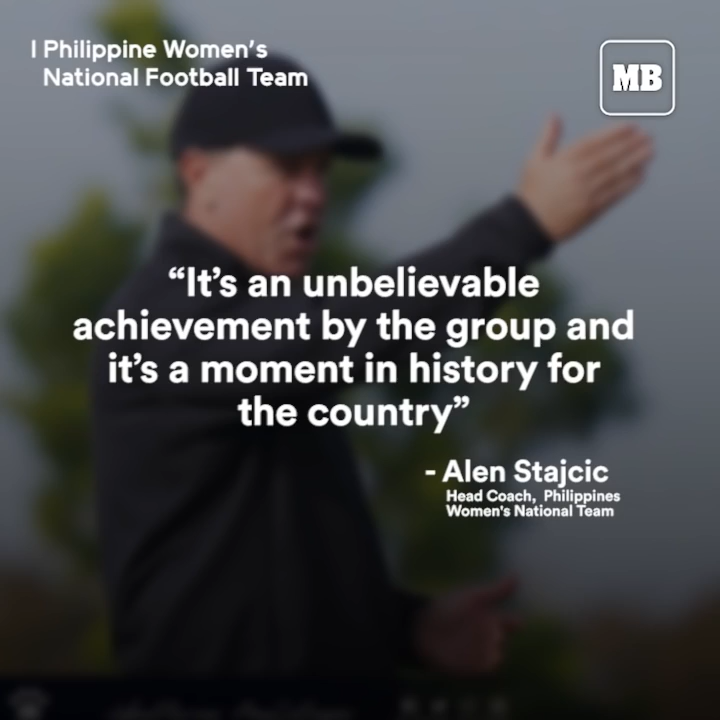 | Philippine Women's
National Football Team
MB
“It’s an unbelievable
achievement by the group and
it’s a moment in history for
the country”
- Alen Stajcic
Head Coach, Philippines
Women's National Team